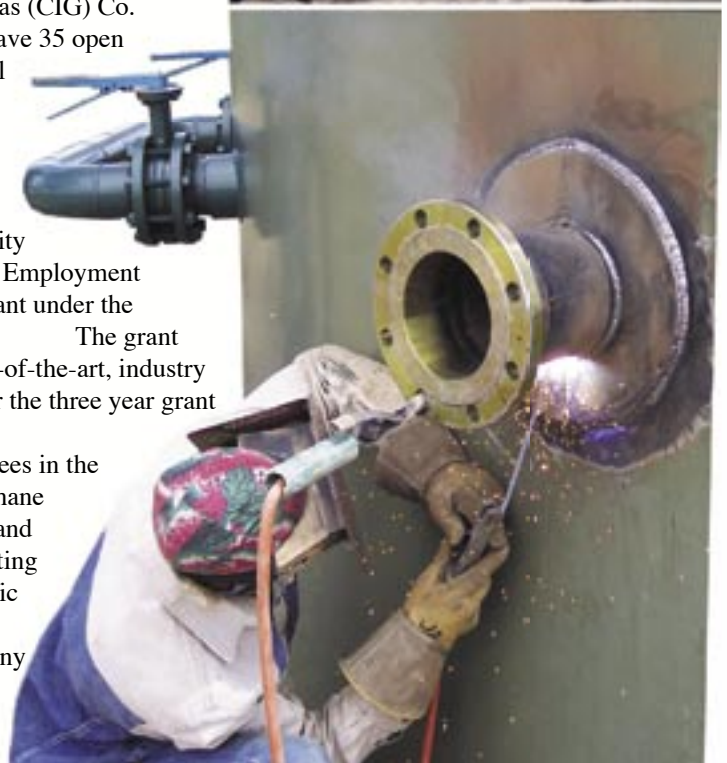 as (CIG) Co.
ave 35 open
l
ity
Employment
ant under the
The grant
-of-the-art, industry
r the three year grant
ees in the
hane
and
ting
ic
ny